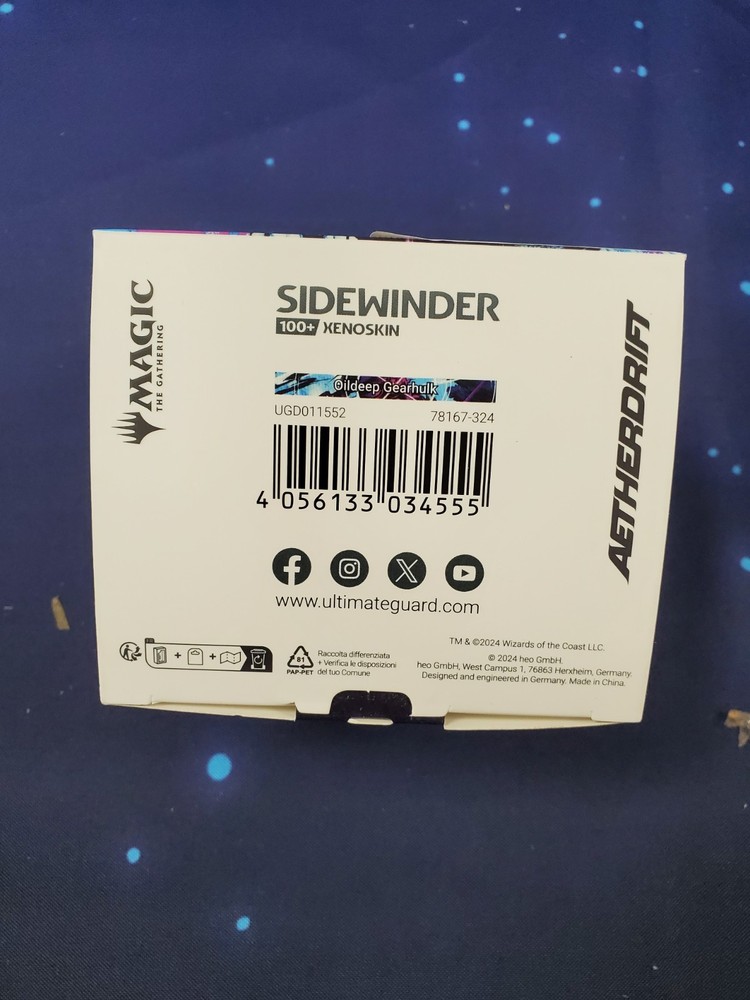 MAGIC
THE GATHERING
SIDEWINDER
100+ XENOSKIN
Oildeep Gearhulk
UGD011552 78167-324
4 056133 034555
AETHERDRIFT
www.ultimateguard.com
81
PAP-PET
Raccolta differenziata
+ Verifica le disposizioni
del tuo Comune
TM & ©2024 Wizards of the Coast LLC.
© 2024 heo GmbH.
heo GmbH, West Campus 1, 76863 Herxheim, Germany.
Designed and engineered in Germany. Made in China.